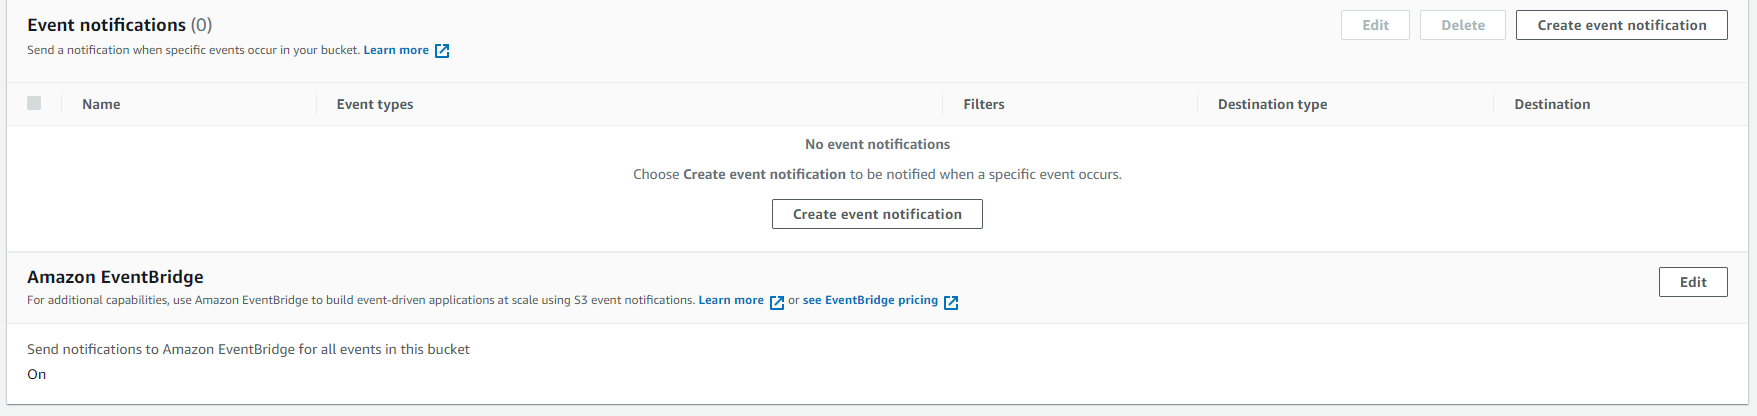 Event notifications (0)
Edit
Delete
Create event notification
Send a notification when specific events occur in your bucket. Learn more
Name
Event types
Filters
Destination type
Destination
No event notifications
Choose Create event notification to be notified when a specific event occurs.
Create event notification
Amazon EventBridge
Edit
For additional capabilities, use Amazon EventBridge to build event-driven applications at scale using S3 event notifications. Learn more or see EventBridge pricing
Send notifications to Amazon EventBridge for all events in this bucket
On